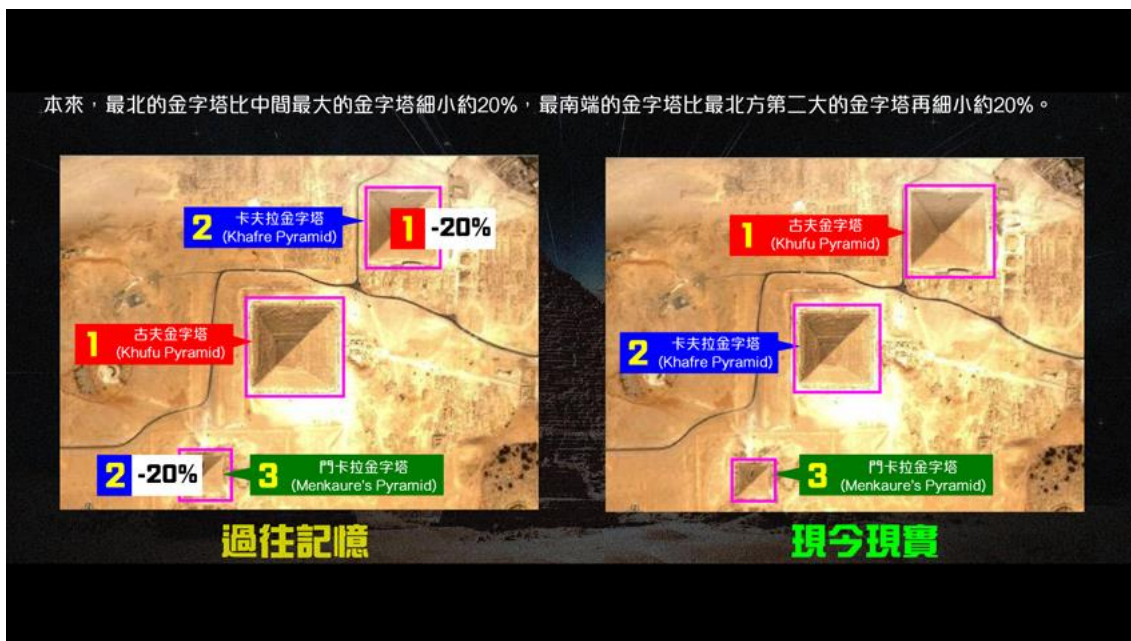 本來，最北的金字塔比中間最大的金字塔細小約20%，最南端的金字塔比最北方第二大的金字塔再細小約20%。
2 卡夫拉金字塔
(Khafre Pyramid)
1 -20%
1 古夫金字塔
(Khufu Pyramid)
2 -20%
3 門卡拉金字塔
(Menkaure's Pyramid)
過往記憶
1 古夫金字塔
(Khufu Pyramid)
2 卡夫拉金字塔
(Khafre Pyramid)
3 門卡拉金字塔
(Menkaure's Pyramid)
現今現實